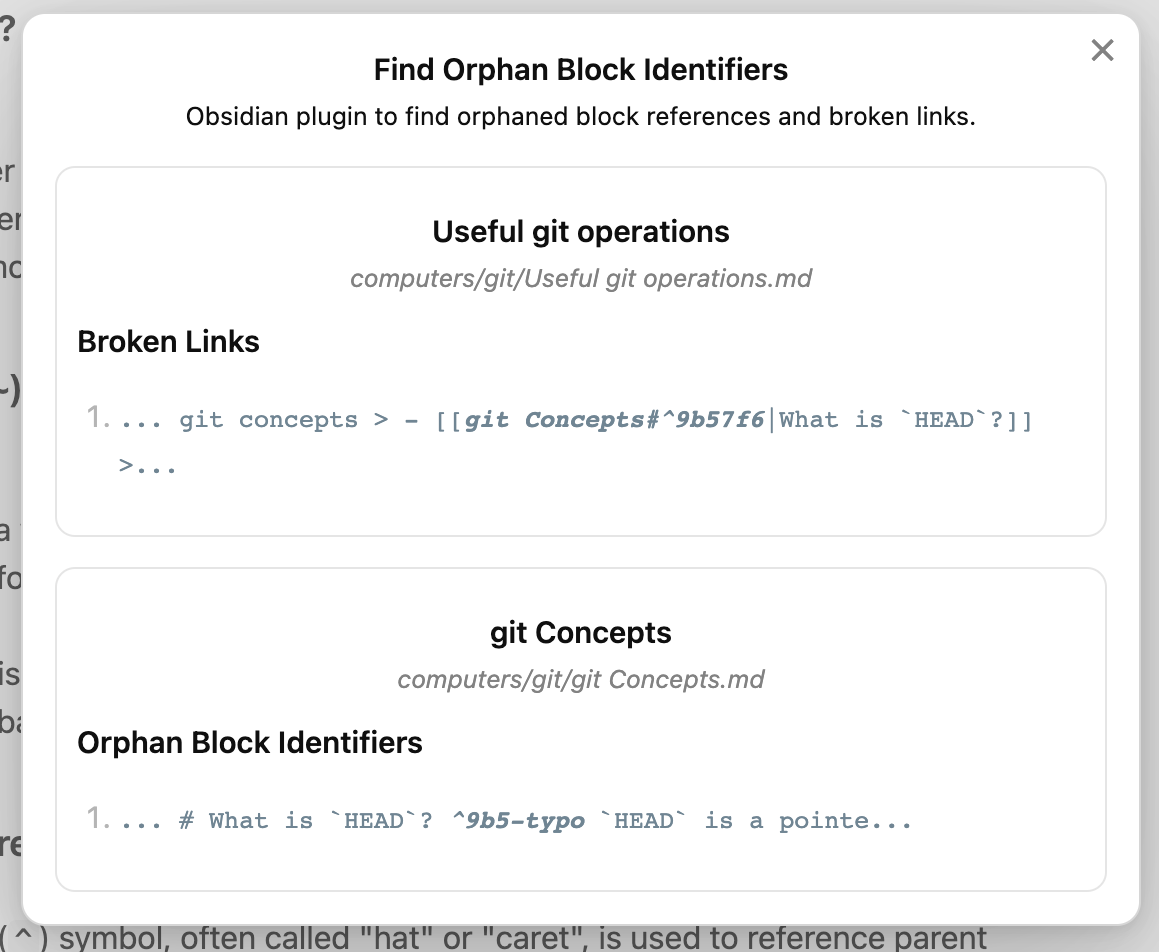 ?
Find Orphan Block Identifiers
Obsidian plugin to find orphaned block references and broken links.
er
Useful git operations
computers/git/Useful git operations.md
Broken Links
1. ... git concepts > - [[git Concepts#^9b57f6|What is `HEAD`?]]
>...
a
fo
git Concepts
computers/git/git Concepts.md
is
ba
Orphan Block Identifiers
1. ... # What is `HEAD`? ^9b5-typo `HEAD` is a pointe...
re
(^) symbol, often called "hat" or "caret", is used to reference parent